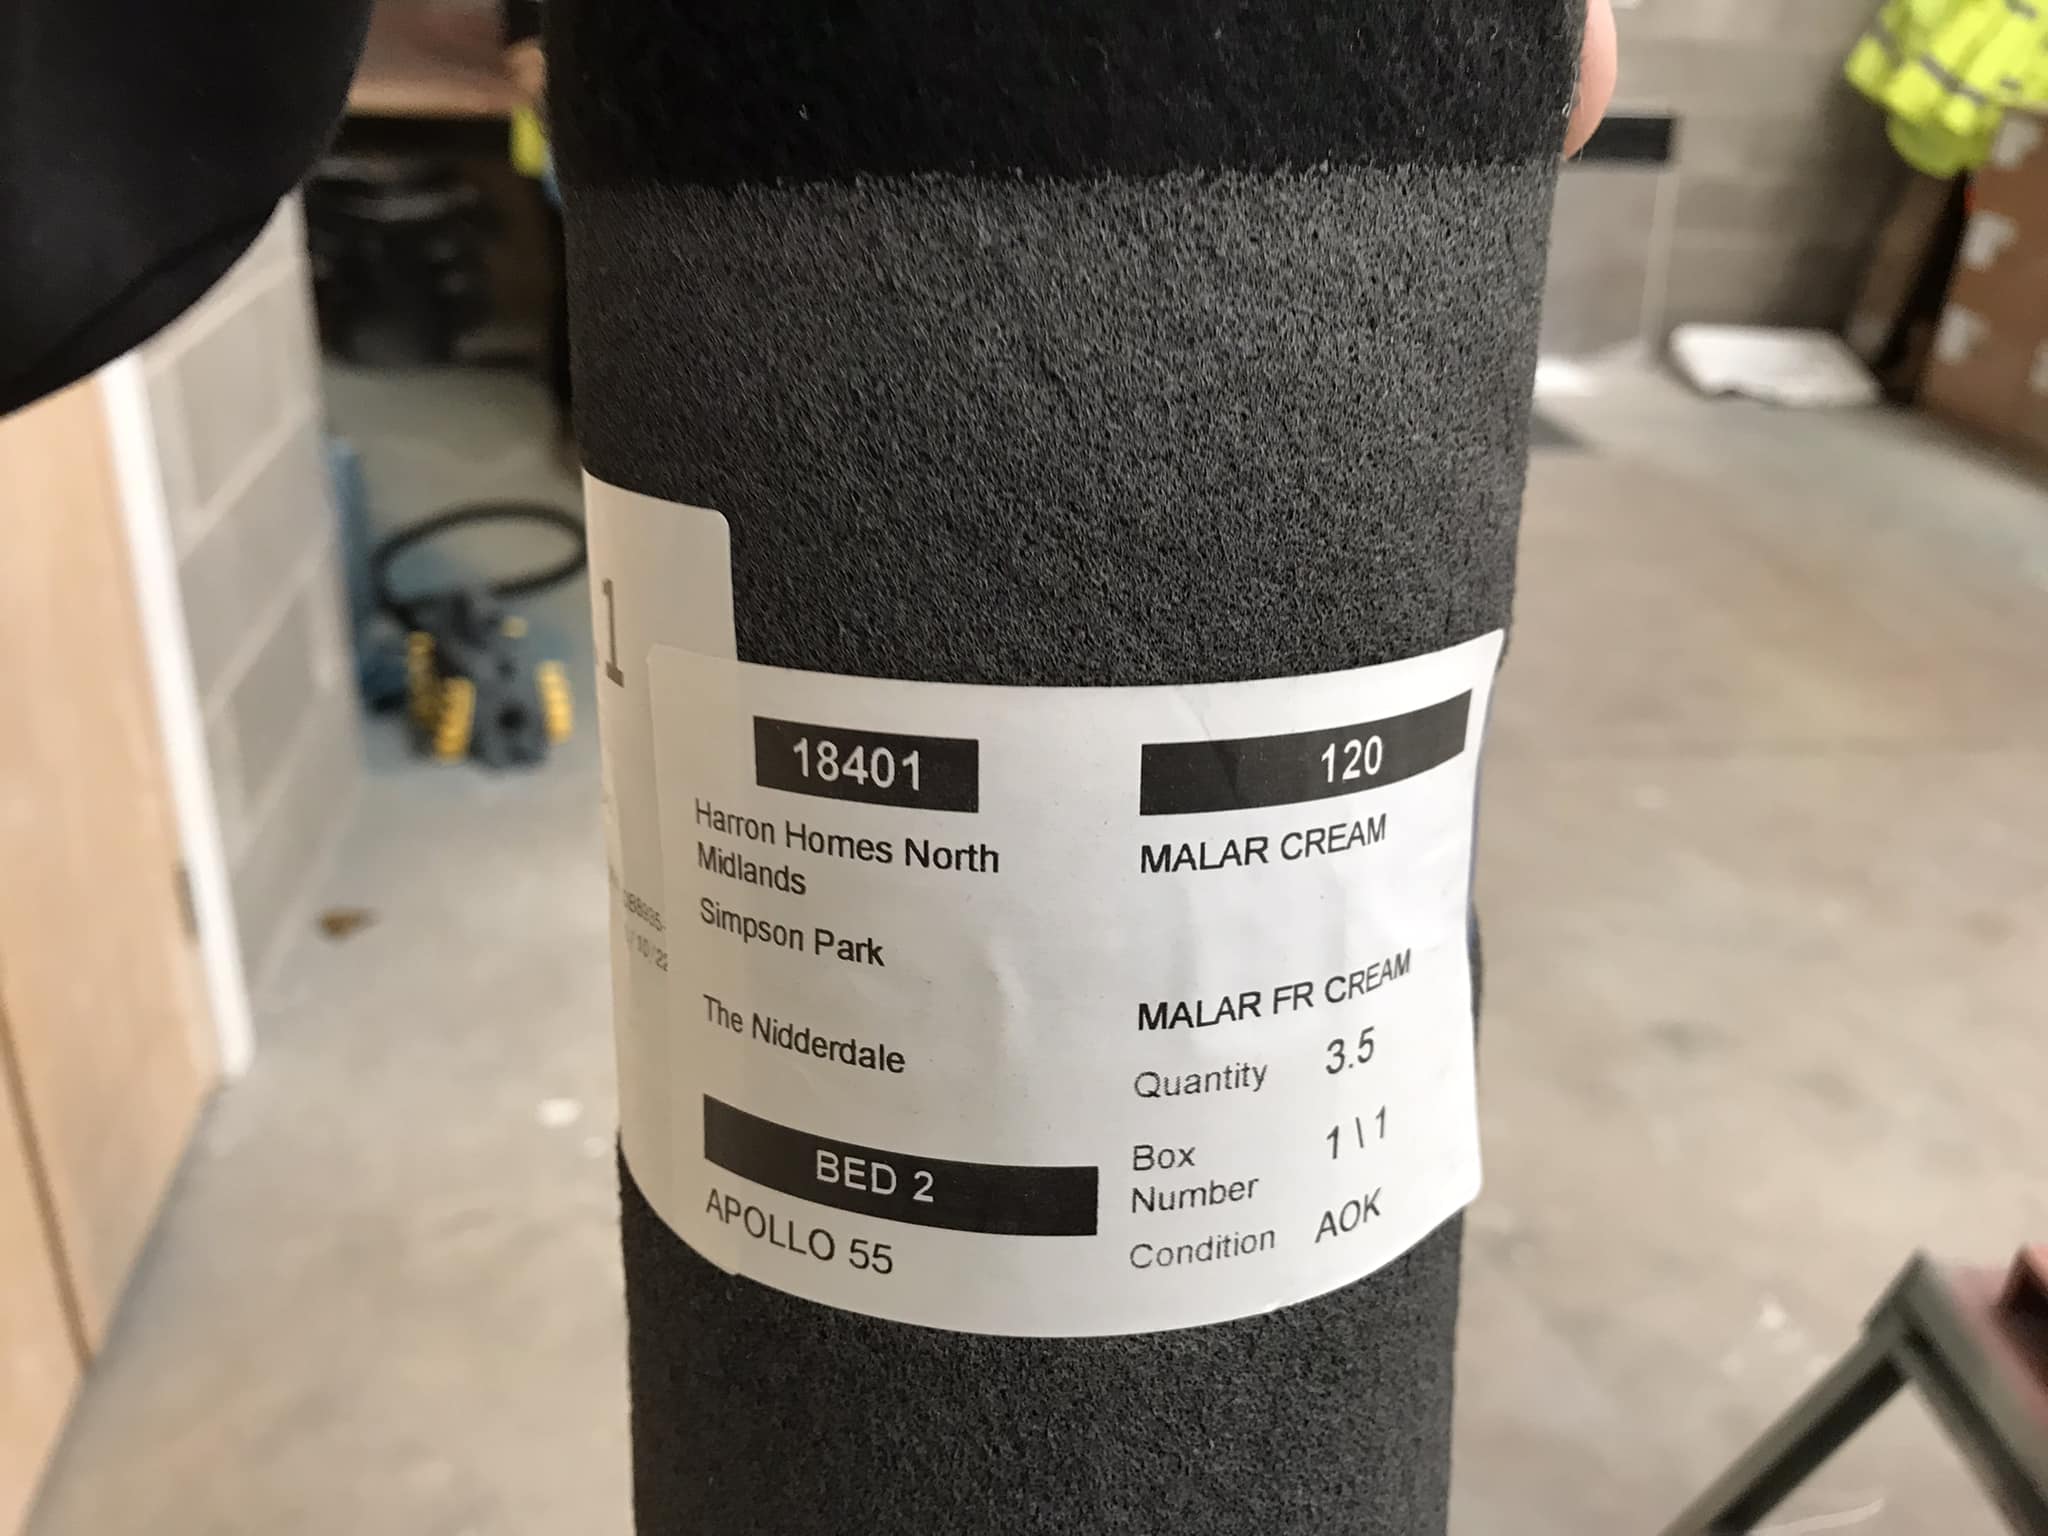 1
18401
Harron Homes North
Midlands
Simpson Park
The Nidderdale
BED 2
APOLLO 55
120
MALAR CREAM
MALAR FR CREAM
Quantity 3.5
Box
Number 1\1
Condition AOK